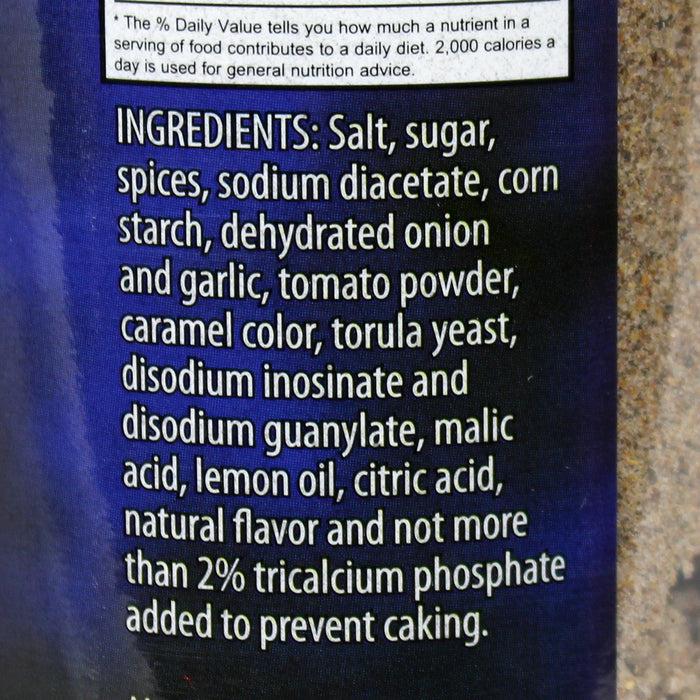 * The % Daily Value tells you how much a nutrient in a
serving of food contributes to a daily diet. 2,000 calories a
day is used for general nutrition advice.
INGREDIENTS: Salt, sugar,
spices, sodium diacetate, corn
starch, dehydrated onion
and garlic, tomato powder,
caramel color, torula yeast,
disodium inosinate and
disodium guanylate, malic
acid, lemon oil, citric acid,
natural flavor and not more
than 2% tricalcium phosphate
added to prevent caking.